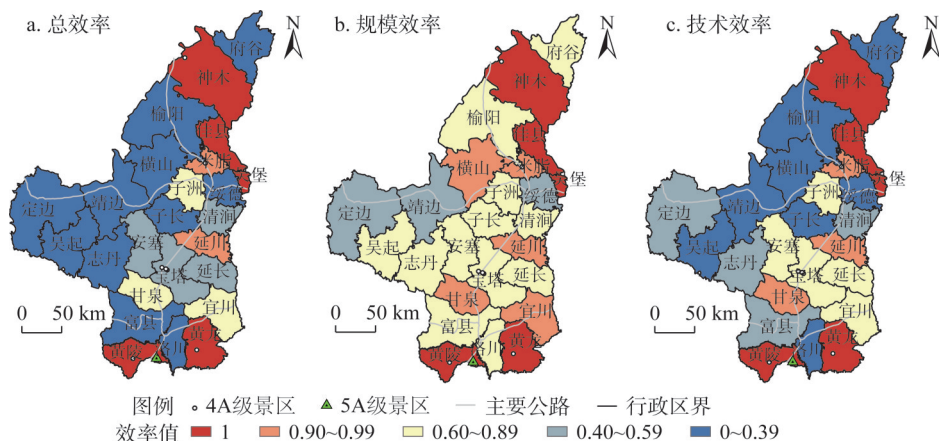 a. 总效率
b. 规模效率
c. 技术效率
N
N
N
府谷
神木
榆阳
佳县
横山
米脂
堡
子洲
绥德
定边
靖边
子长
清涧
吴起
志丹
安塞
延川
宝塔
延长
甘泉
宜川
富县
黄陵
洛川
黄龙
0 50 km
府谷
神木
榆阳
佳县
横山
米脂
堡
子洲
绥德
定边
靖边
子长
清涧
吴起
志丹
安塞
延川
宝塔
延长
甘泉
宜川
富县
黄陵
洛川
黄龙
0 50 km
府谷
神木
榆阳
佳县
横山
米脂
堡
子洲
绥德
定边
靖边
子长
清涧
吴起
志丹
安塞
延川
宝塔
延长
甘泉
宜川
富县
黄陵
洛川
黄龙
0 50 km
图例 4A级景区 5A级景区 主要公路 行政区界
效率值 1 0.90~0.99 0.60~0.89 0.40~0.59 0~0.39